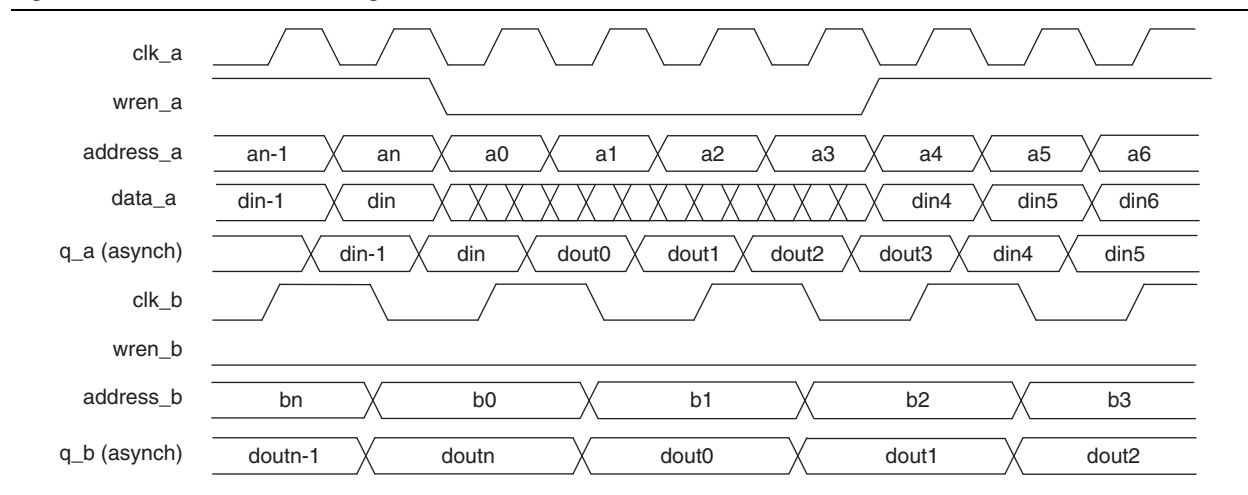 clk_a
wren_a
address_a an-1 an a0 a1 a2 a3 a4 a5 a6
data_a din-1 din din4 din5 din6
q_a (asynch) din-1 din dout0 dout1 dout2 dout3 din4 din5
clk_b
wren_b
address_b bn b0 b1 b2 b3
q_b (asynch) doutn-1 doutn dout0 dout1 dout2